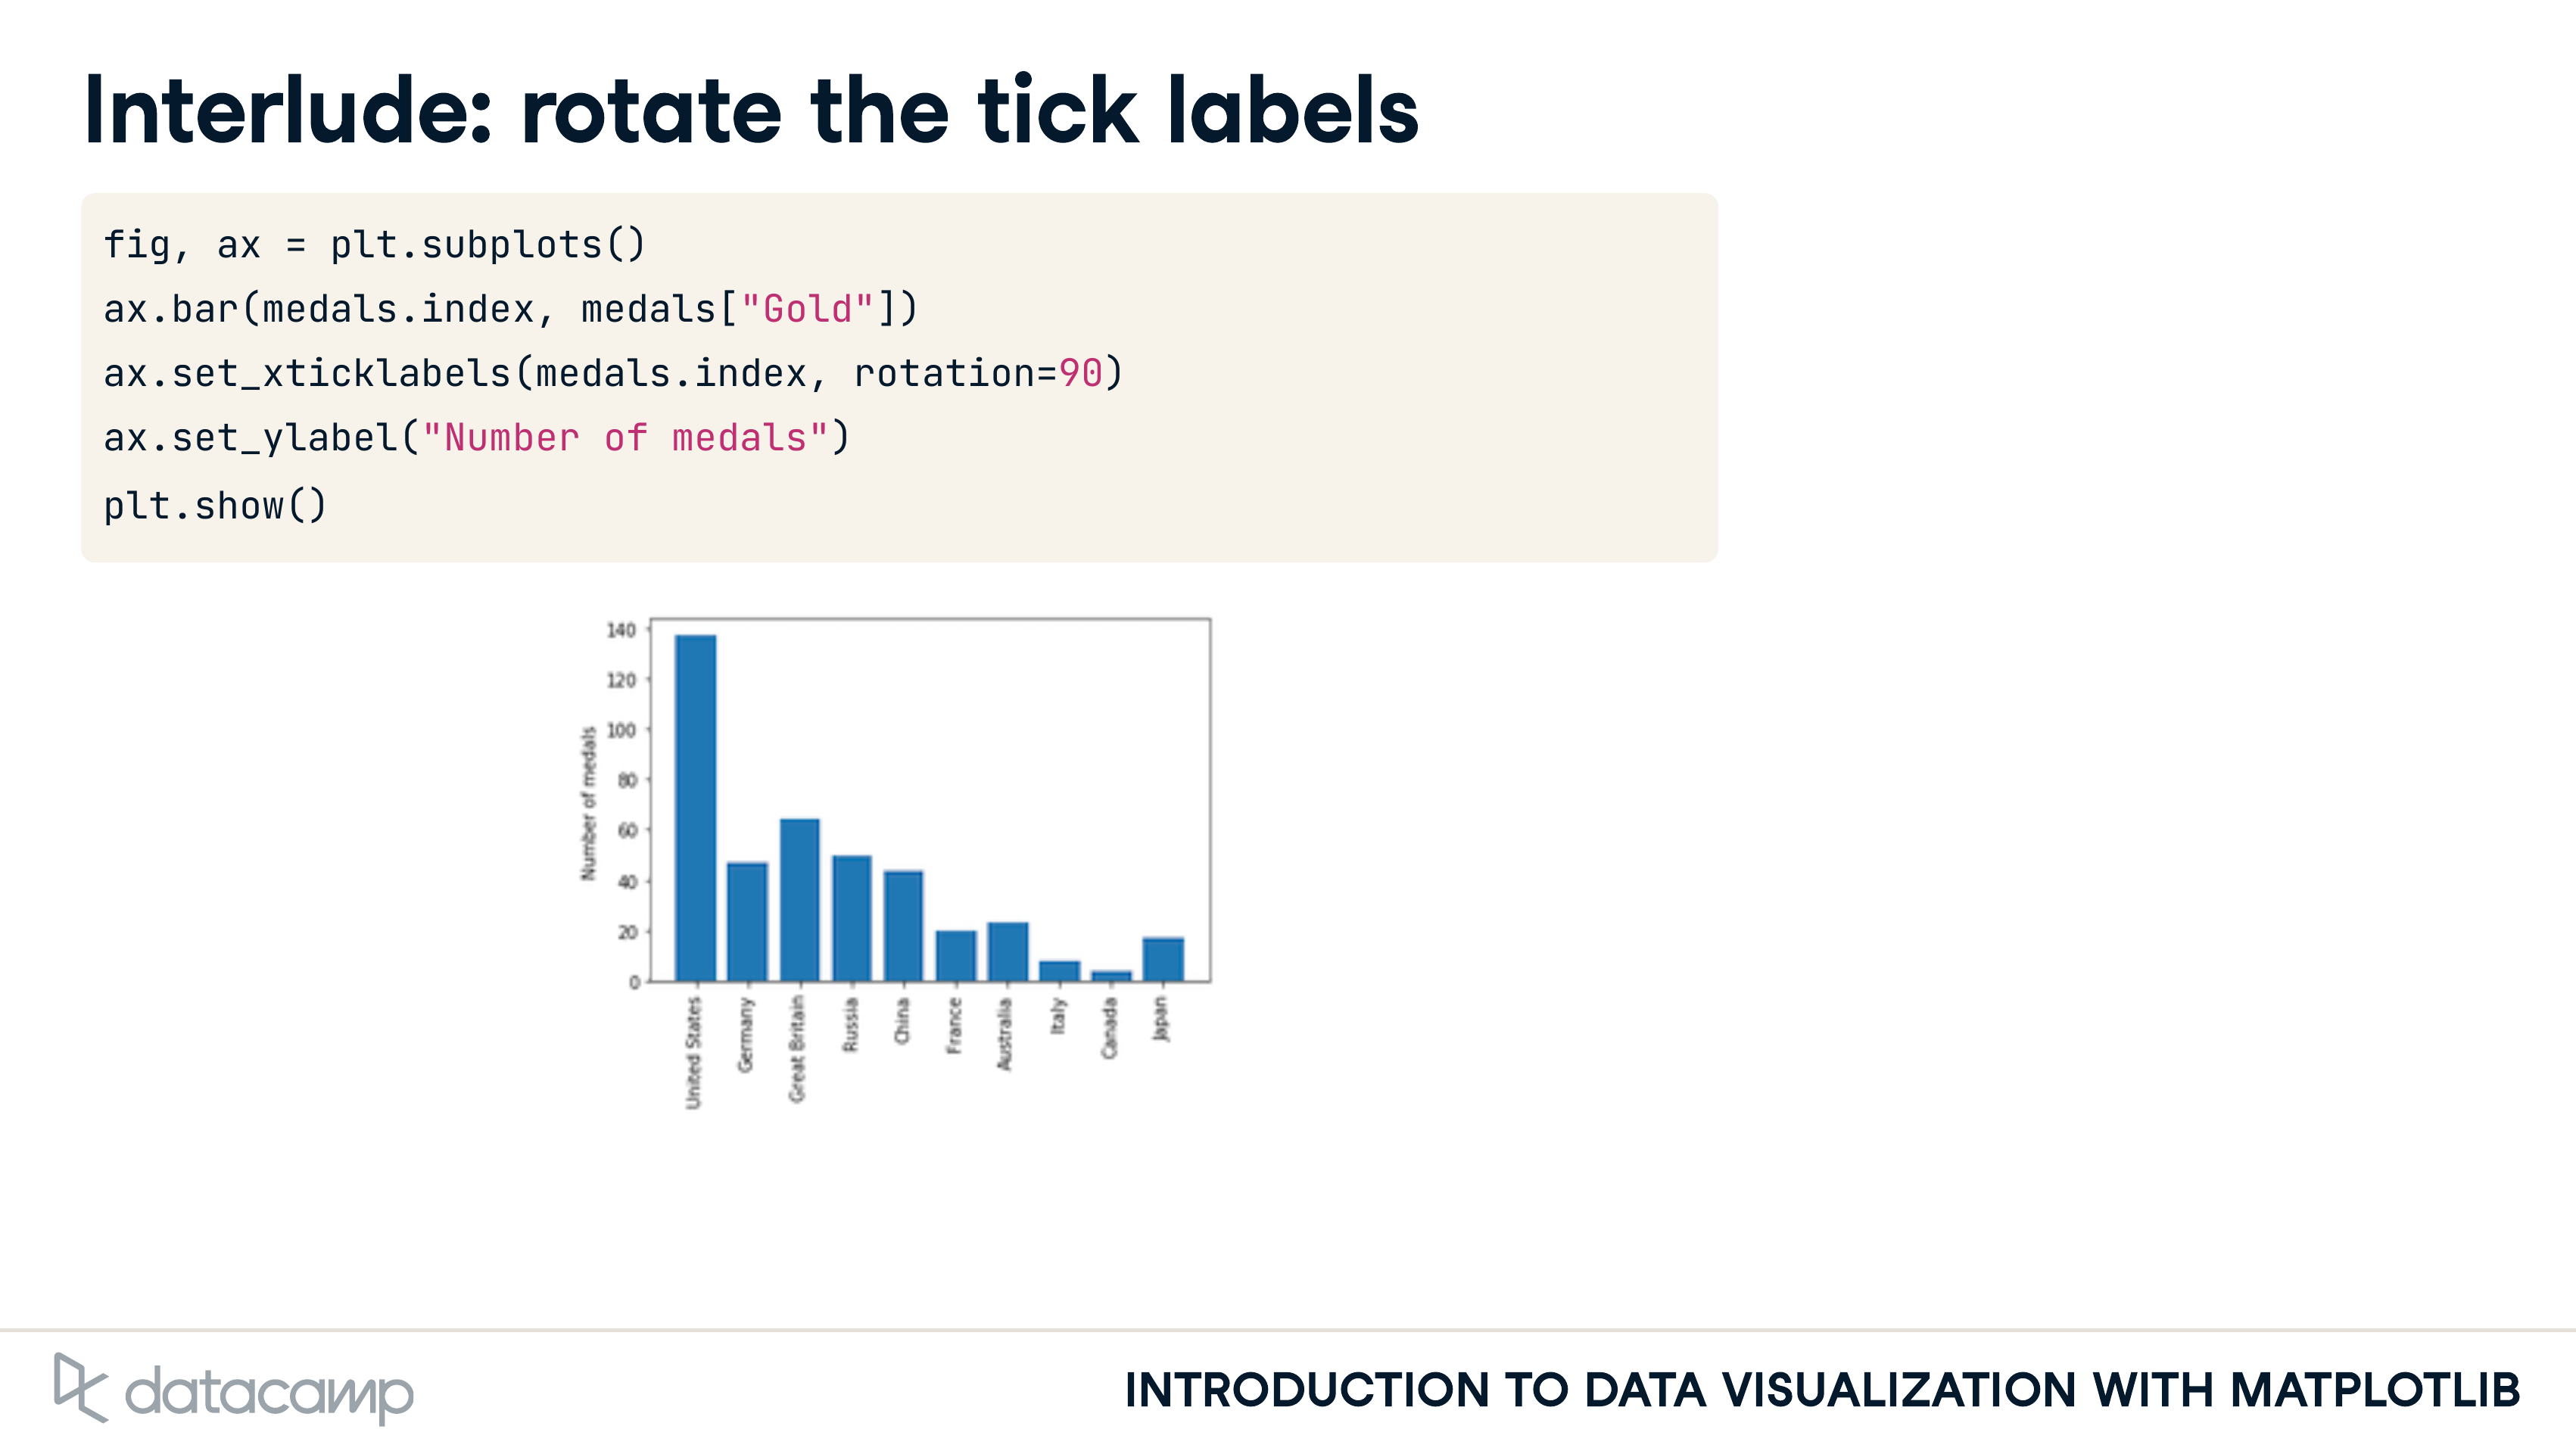 Interlude: rotate the tick labels
fig, ax = plt.subplots()
ax.bar(medals.index, medals["Gold"])
ax.set_xticklabels(medals.index, rotation=90)
ax.set_ylabel("Number of medals")
plt.show()
140
120
100
80
60
40
20
0
Number of medals
United States
Germany
Great Britain
Russia
China
France
Australia
Italy
Canada
Japan
datacamp
INTRODUCTION TO DATA VISUALIZATION WITH MATPLOTLIB